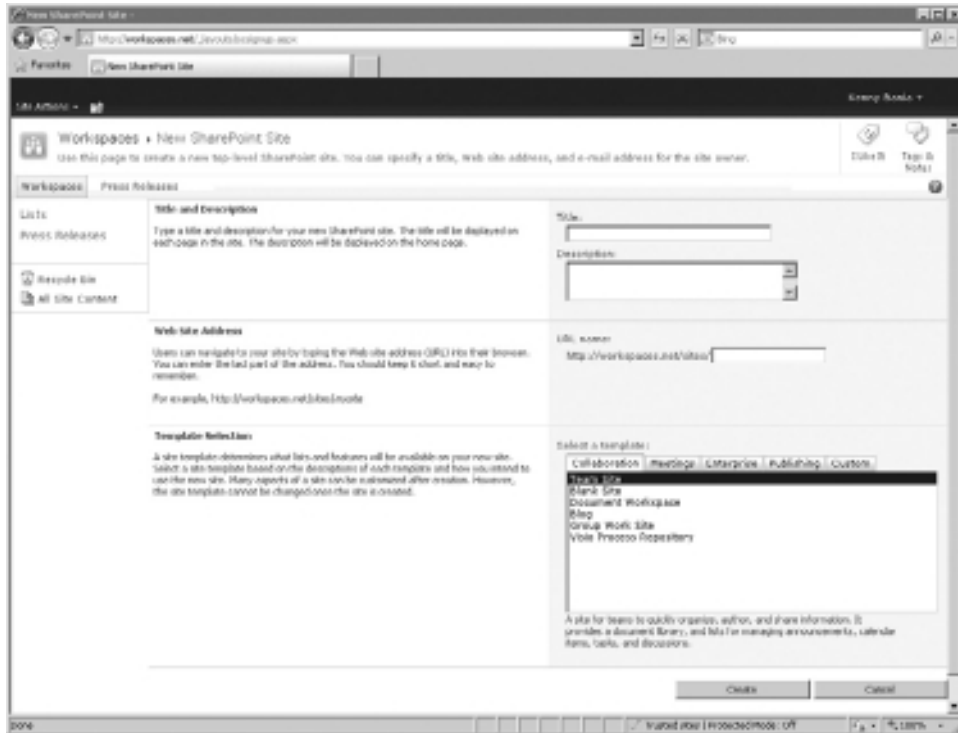 New SharePoint Site -
http://workspaces.net/_layouts/scsignup.aspx
Bing
Favorites New SharePoint Site
Site Actions
Workspaces › New SharePoint Site
Use this page to create a new top-level SharePoint site. You can specify a title, Web site address, and e-mail address for the site owner.
I Like It
Tags &
Notes
Workspaces Press Releases
Lists
Press Releases
Recycle Bin
All Site Content
Title and Description
Type a title and description for your new SharePoint site. The title will be displayed on
each page in the site. The description will be displayed on the home page.
Title:
Description:
Web Site Address
Users can navigate to your site by typing the Web site address (URL) into their browser.
You can enter the last part of the address. You should keep it short and easy to
remember.
For example, http://workspaces.net/sites/mysite
URL name:
http://workspaces.net/sites/
Template Selection
A site template determines what lists and features will be available on your new site.
Select a site template based on the descriptions of each template and how you intend to
use the new site. Many aspects of a site can be customized after creation. However,
the site template cannot be changed once the site is created.
Select a template:
Collaboration Meetings Enterprise Publishing Custom
Team Site
Blank Site
Document Workspace
Blog
Group Work Site
Visio Process Repository
A site for teams to quickly organize, author, and share information. It
provides a document library, and lists for managing announcements, calendar
items, tasks, and discussions.
Create Cancel
Done
Trusted sites | Protected Mode: Off
100%